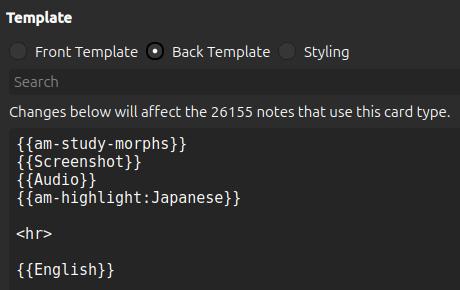 Template
Front Template Back Template Styling
Search
Changes below will affect the 26155 notes that use this card type.
{{am-study-morphs}}
{{Screenshot}}
{{Audio}}
{{am-highlight:Japanese}}
<hr>
{{English}}